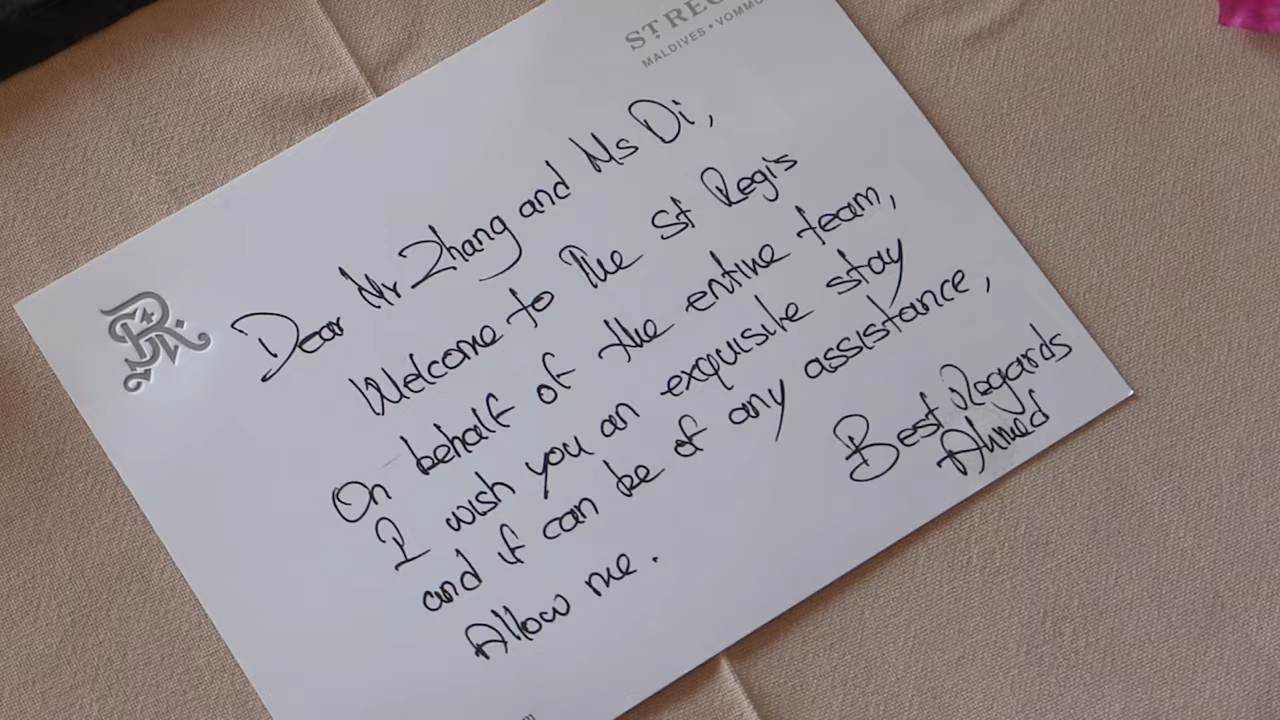 ST REG
MALDIVES • VOMMU
Dear Mr Zhang and Ms Di,
Welcome to The St Regis
On behalf of the entire team,
I wish you an exquisite stay
and if can be of any assistance,
Allow me.
Best Regards
Ahmed